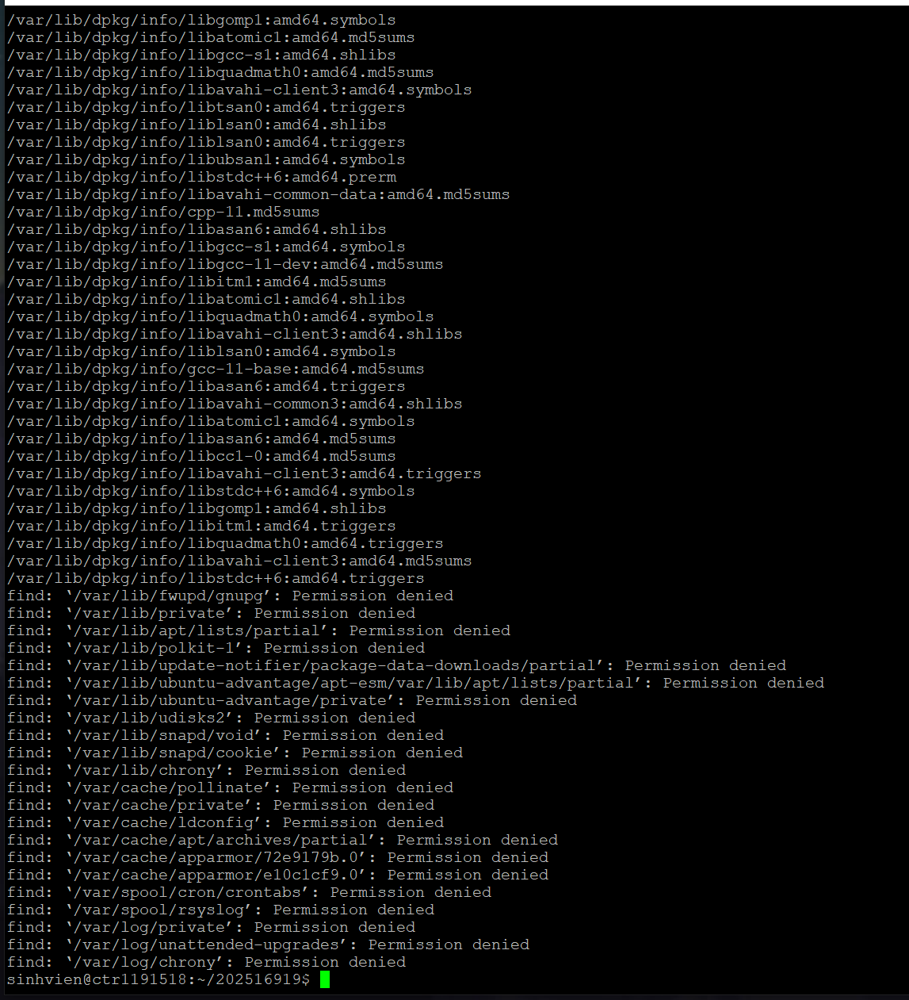 /var/lib/dpkg/info/libgomp1:amd64.symbols
/var/lib/dpkg/info/libatomic1:amd64.md5sums
/var/lib/dpkg/info/libgcc-s1:amd64.shlibs
/var/lib/dpkg/info/libquadmath0:amd64.md5sums
/var/lib/dpkg/info/libavahi-client3:amd64.symbols
/var/lib/dpkg/info/libtsan0:amd64.triggers
/var/lib/dpkg/info/liblsan0:amd64.shlibs
/var/lib/dpkg/info/liblsan0:amd64.triggers
/var/lib/dpkg/info/libubsan1:amd64.symbols
/var/lib/dpkg/info/libstdc++6:amd64.prerm
/var/lib/dpkg/info/libavahi-common-data:amd64.md5sums
/var/lib/dpkg/info/cpp-11.md5sums
/var/lib/dpkg/info/libasan6:amd64.shlibs
/var/lib/dpkg/info/libgcc-s1:amd64.symbols
/var/lib/dpkg/info/libgcc-11-dev:amd64.md5sums
/var/lib/dpkg/info/libitm1:amd64.md5sums
/var/lib/dpkg/info/libatomic1:amd64.shlibs
/var/lib/dpkg/info/libquadmath0:amd64.symbols
/var/lib/dpkg/info/libavahi-client3:amd64.shlibs
/var/lib/dpkg/info/liblsan0:amd64.symbols
/var/lib/dpkg/info/gcc-11-base:amd64.md5sums
/var/lib/dpkg/info/libasan6:amd64.triggers
/var/lib/dpkg/info/libavahi-common3:amd64.shlibs
/var/lib/dpkg/info/libatomic1:amd64.symbols
/var/lib/dpkg/info/libasan6:amd64.md5sums
/var/lib/dpkg/info/libcc1-0:amd64.md5sums
/var/lib/dpkg/info/libavahi-client3:amd64.triggers
/var/lib/dpkg/info/libstdc++6:amd64.symbols
/var/lib/dpkg/info/libgomp1:amd64.shlibs
/var/lib/dpkg/info/libitm1:amd64.triggers
/var/lib/dpkg/info/libquadmath0:amd64.triggers
/var/lib/dpkg/info/libavahi-client3:amd64.md5sums
/var/lib/dpkg/info/libstdc++6:amd64.triggers
find: ‘/var/lib/fwupd/gnupg’: Permission denied
find: ‘/var/lib/private’: Permission denied
find: ‘/var/lib/apt/lists/partial’: Permission denied
find: ‘/var/lib/polkit-1’: Permission denied
find: ‘/var/lib/update-notifier/package-data-downloads/partial’: Permission denied
find: ‘/var/lib/ubuntu-advantage/apt-esm/var/lib/apt/lists/partial’: Permission denied
find: ‘/var/lib/ubuntu-advantage/private’: Permission denied
find: ‘/var/lib/udisks2’: Permission denied
find: ‘/var/lib/snapd/void’: Permission denied
find: ‘/var/lib/snapd/cookie’: Permission denied
find: ‘/var/lib/chrony’: Permission denied
find: ‘/var/cache/pollinate’: Permission denied
find: ‘/var/cache/private’: Permission denied
find: ‘/var/cache/ldconfig’: Permission denied
find: ‘/var/cache/apt/archives/partial’: Permission denied
find: ‘/var/cache/apparmor/72e9179b.0’: Permission denied
find: ‘/var/cache/apparmor/e10c1cf9.0’: Permission denied
find: ‘/var/spool/cron/crontabs’: Permission denied
find: ‘/var/spool/rsyslog’: Permission denied
find: ‘/var/log/private’: Permission denied
find: ‘/var/log/unattended-upgrades’: Permission denied
find: ‘/var/log/chrony’: Permission denied
sinhvien@ctr1191518:~/202516919$